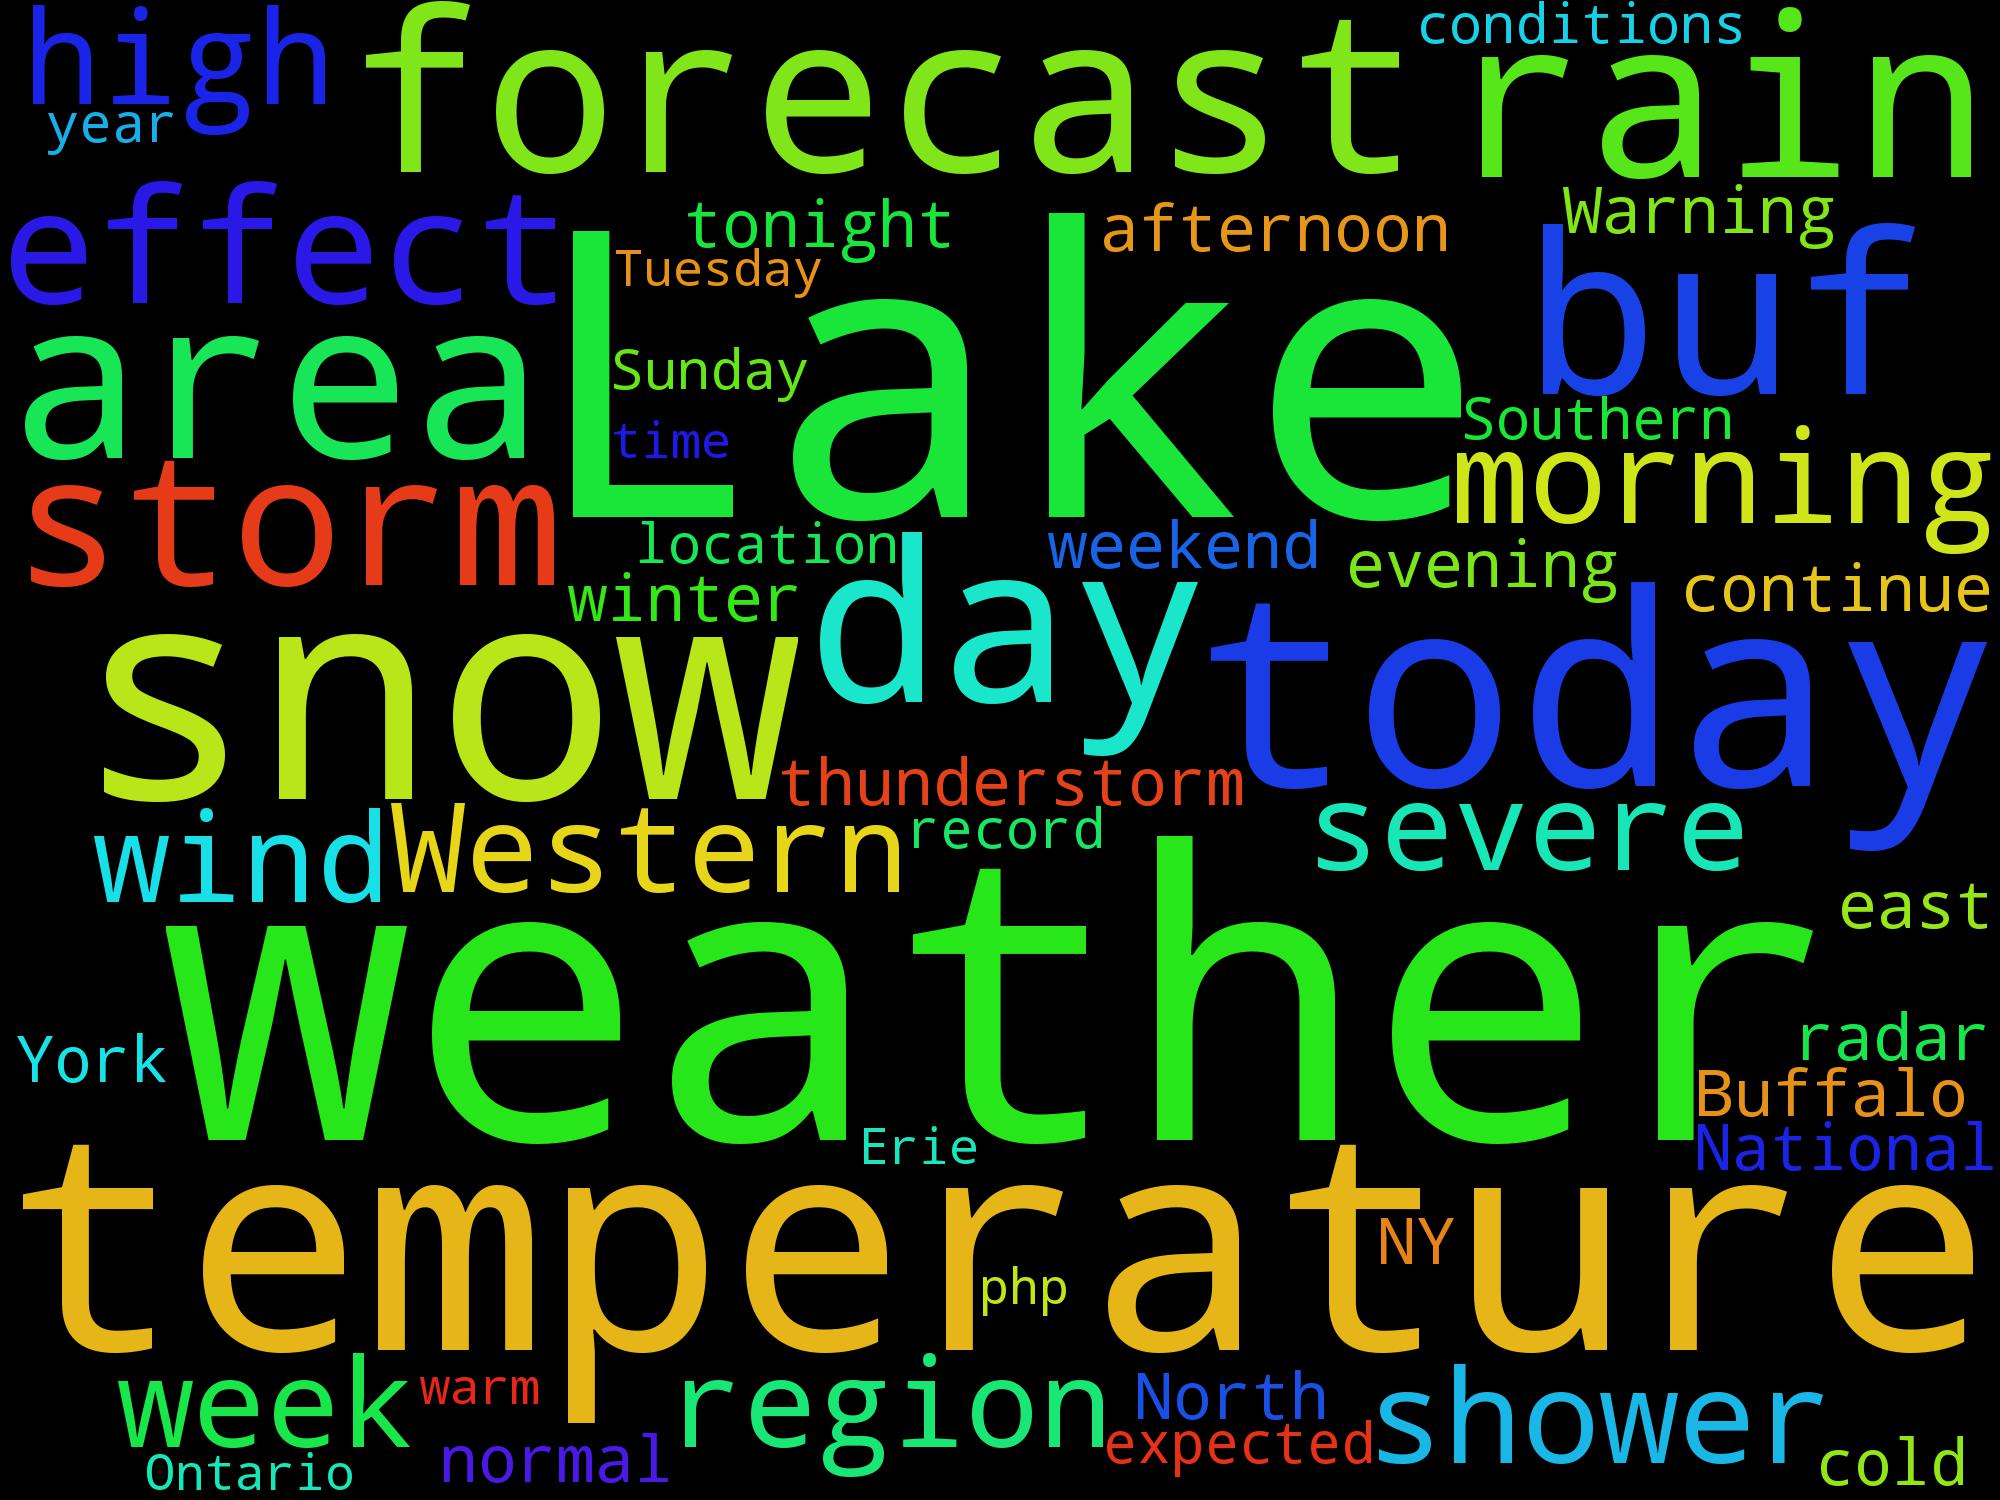 high
forecast
conditions
rain
year
effect
tonight
Tuesday
afternoon
Warning
buf
area
Lake
Sunday
time
Southern
morning
storm
location
winter
day
weekend
evening
continue
snow
today
thunderstorm
wind
Western
record
severe
east
weather
York
radar
Buffalo
National
Erie
temperature
NY
php
week
warm
region
North
shower
expected
Ontario
normal
cold